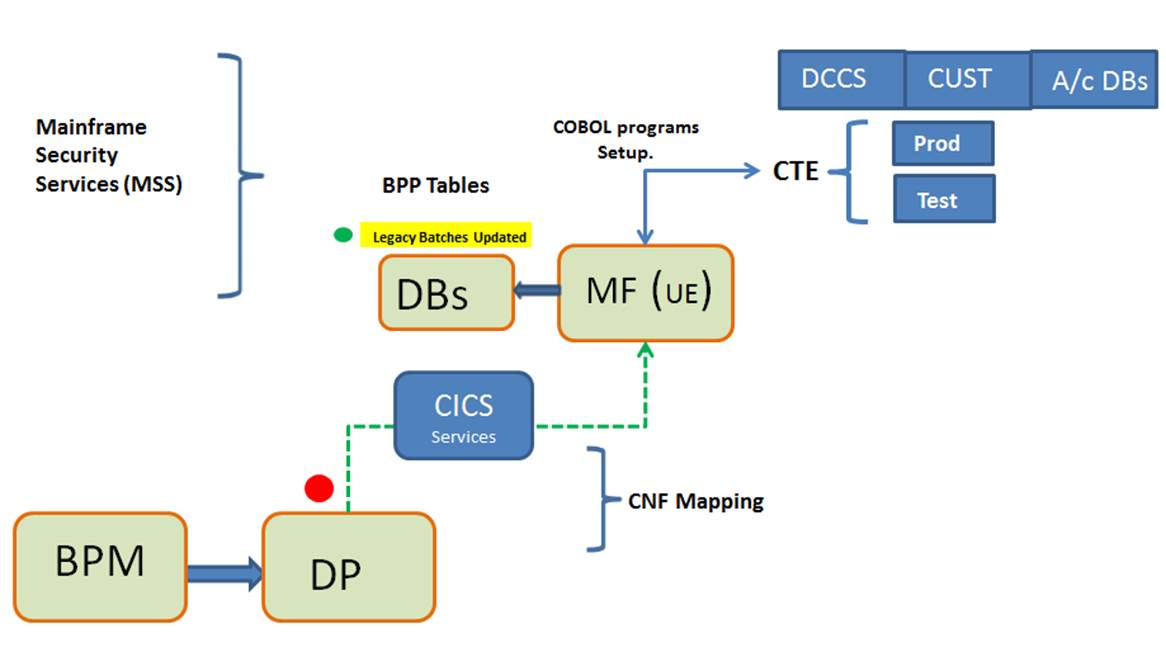 DCCS
CUST
A/c DBs
Mainframe
Security
Services (MSS)
COBOL programs
Setup.
CTE
Prod
Test
BPP Tables
Legacy Batches Updated
DBs
MF (UE)
CICS
Services
CNF Mapping
BPM
DP